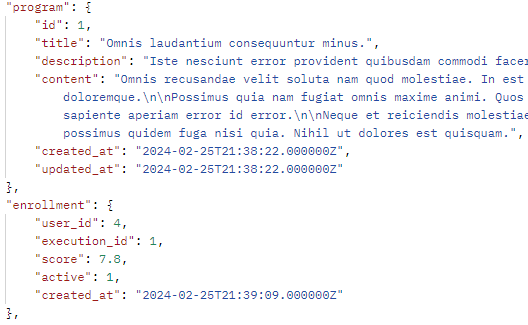 "program": {
"id": 1,
"title": "Omnis laudantium consequuntur minus.",
"description": "Iste nesciunt error provident quibusdam commodi
"content": "Omnis recusandae velit soluta nam quod molestiae. In est
doloremque.\n\nPossimus quia nam fugiat omnis maxime animi. Quos
sapiente aperiam error id error.\n\nNeque et reiciendis
possimus quidem fuga nisi quia. Nihil ut dolores est quisquam.",
"created_at": "2024-02-25T21:38:22.000000Z",
"updated_at": "2024-02-25T21:38:22.000000Z"
},
"enrollment": {
"user_id": 4,
"execution_id": 1,
"score": 7.8,
"active": 1,
"created_at": "2024-02-25T21:39:09.000000Z"
},